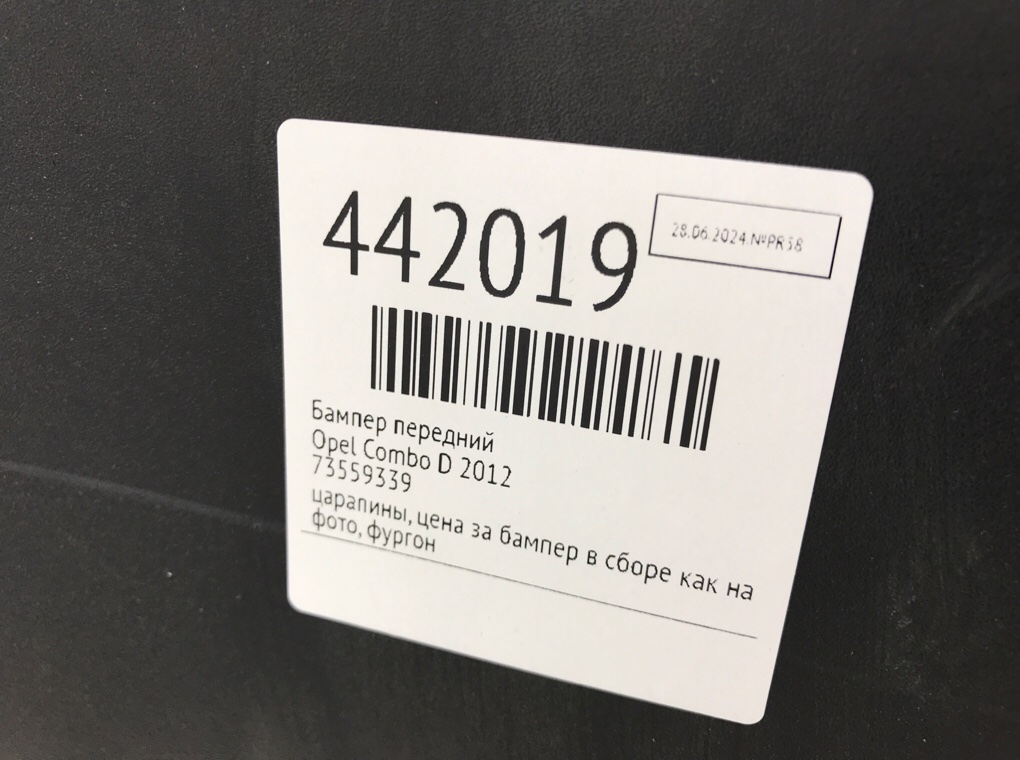 442019
28.06.2024 №PR38
Бампер передний
Opel Combo D 2012
73559339
царапины, цена за бампер в сборе как на
фото, фургон